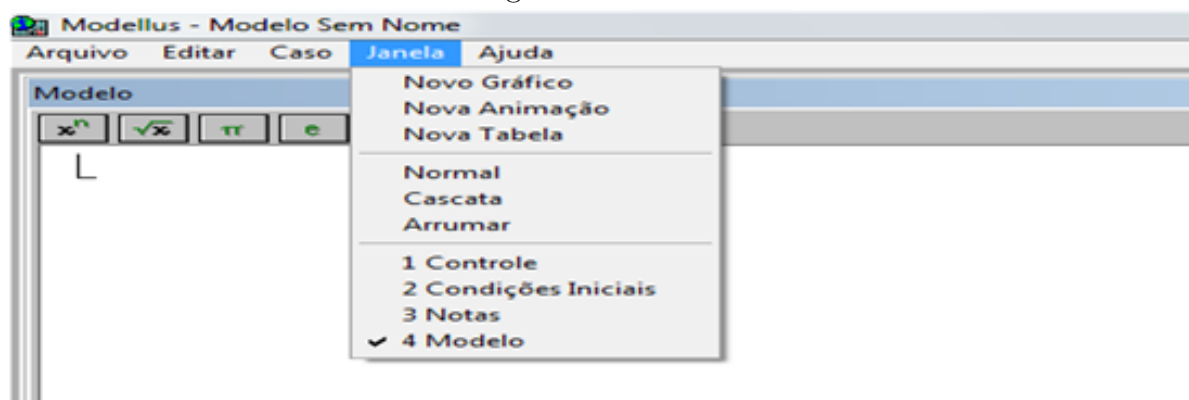 Modellus - Modelo Sem Nome
Arquivo Editar Caso Janela Ajuda
Modelo
xⁿ √x π e
Novo Gráfico
Nova Animação
Nova Tabela
Normal
Cascata
Arrumar
1 Controle
2 Condições Iniciais
3 Notas
✓ 4 Modelo